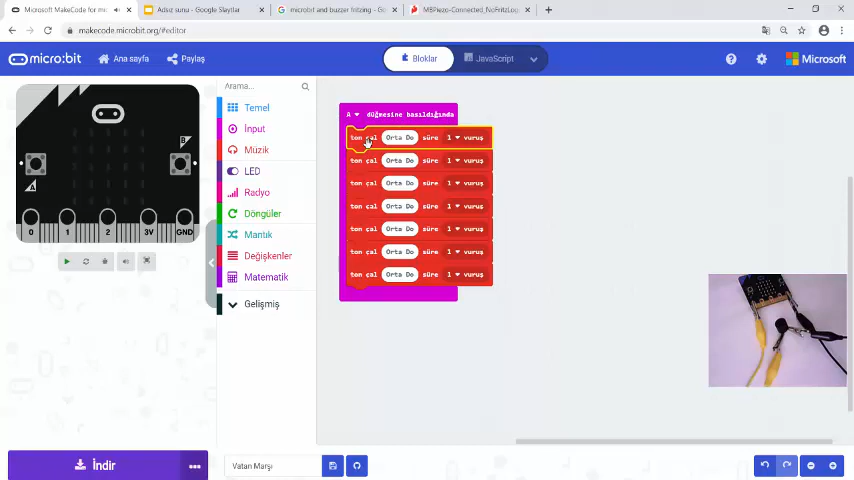 Microsoft MakeCode for mi
Adsız sunu - Google Slaytlar
microbit and buzzer fritzing - Go
MBPiezo-Connected_NoFritzLogo
makecode.microbit.org/#editor
micro:bit
Ana sayfa
Paylaş
Bloklar
JavaScript
Microsoft
Arama...
Temel
Input
Müzik
LED
Radyo
Döngüler
Mantık
Değişkenler
Matematik
Gelişmiş
A
B
0 1 2 3V GND
A düğmesine basıldığında
ton çal Orta Do süre 1 vuruş
ton çal Orta Do süre 1 vuruş
ton çal Orta Do süre 1 vuruş
ton çal Orta Do süre 1 vuruş
ton çal Orta Do süre 1 vuruş
ton çal Orta Do süre 1 vuruş
ton çal Orta Do süre 1 vuruş
İndir
Vatan Marşı